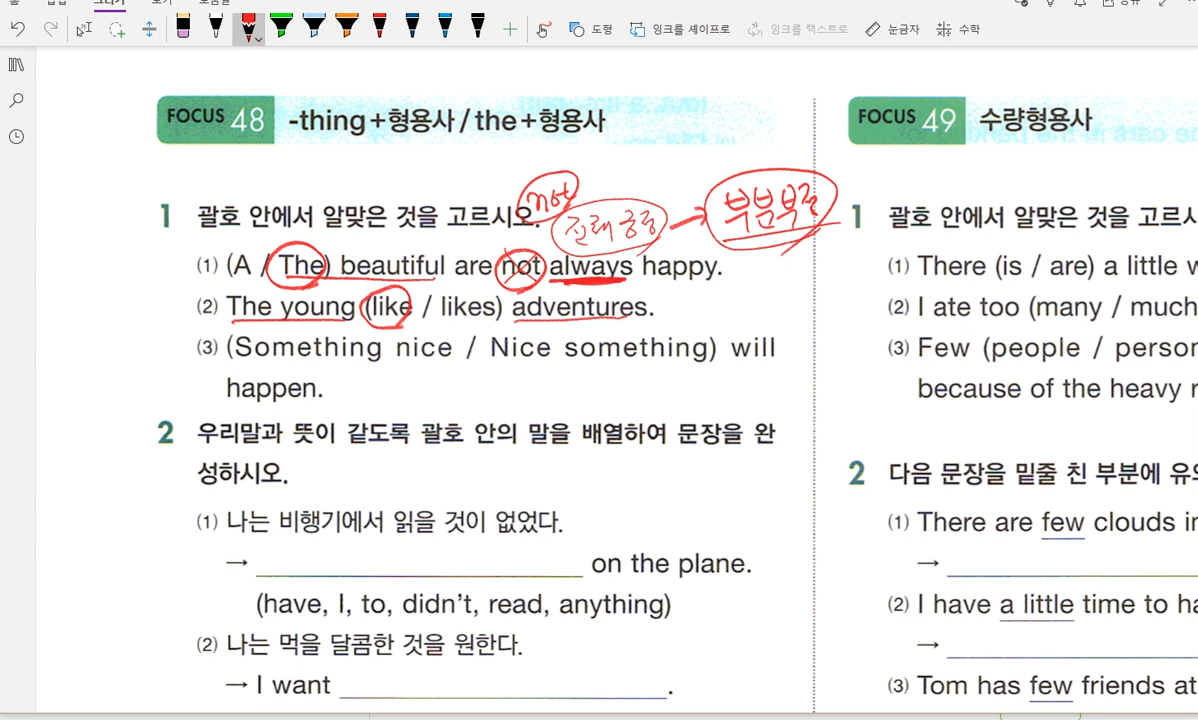 도형
잉크를 셰이프로
잉크를 텍스트로
눈금자
수학
FOCUS 48 -thing+형용사 / the+형용사
not
전체 긍정 → 부분부정
1 괄호 안에서 알맞은 것을 고르시오.
(1) (A / The) beautiful are not always happy.
(2) The young (like / likes) adventures.
(3) (Something nice / Nice something) will
happen.
2 우리말과 뜻이 같도록 괄호 안의 말을 배열하여 문장을 완
성하시오.
(1) 나는 비행기에서 읽을 것이 없었다.
→ ____________ on the plane.
(have, I, to, didn't, read, anything)
(2) 나는 먹을 달콤한 것을 원한다.
→ I want ____________.
FOCUS 49 수량형용사
1 괄호 안에서 알맞은 것을 고르시
(1) There (is / are) a little
(2) I ate too (many / much
(3) Few (people / person
because of the heavy
2 다음 문장을 밑줄 친 부분에
(1) There are few clouds in
→ ____________
(2) I have a little time to
→ ____________
(3) Tom has few friends at